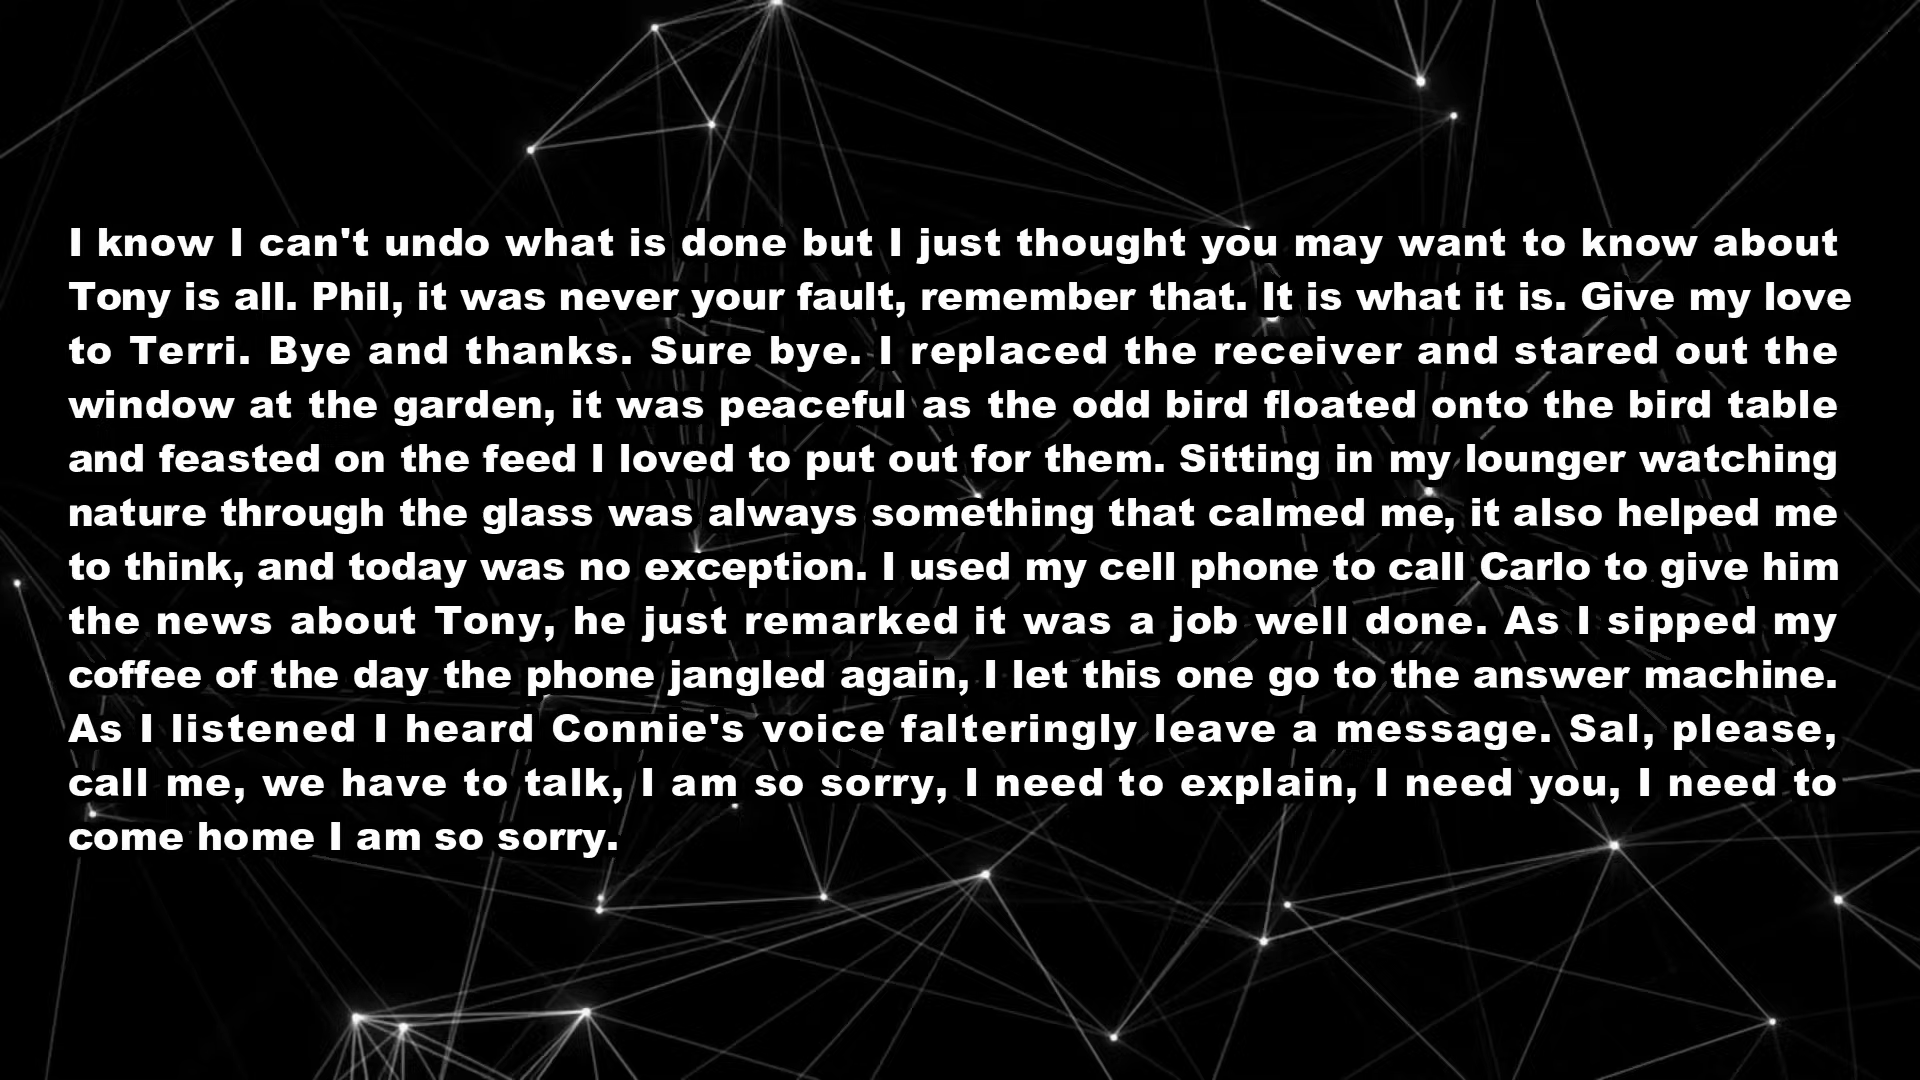 I know I can't undo what is done but I just thought you may want to know about
Tony is all. Phil, it was never your fault, remember that. It is what it is. Give my love
to Terri. Bye and thanks. Sure bye. I replaced the receiver and stared out the
window at the garden, it was peaceful as the odd bird floated onto the bird table
and feasted on the feed I loved to put out for them. Sitting in my lounger watching
nature through the glass was always something that calmed me, it also helped me
to think, and today was no exception. I used my cell phone to call Carlo to give him
the news about Tony, he just remarked it was a job well done. As I sipped my
coffee of the day the phone jangled again, I let this one go to the answer machine.
As I listened I heard Connie's voice falteringly leave a message. Sal, please,
call me, we have to talk, I am so sorry, I need to explain, I need you, I need to
come home I am so sorry.